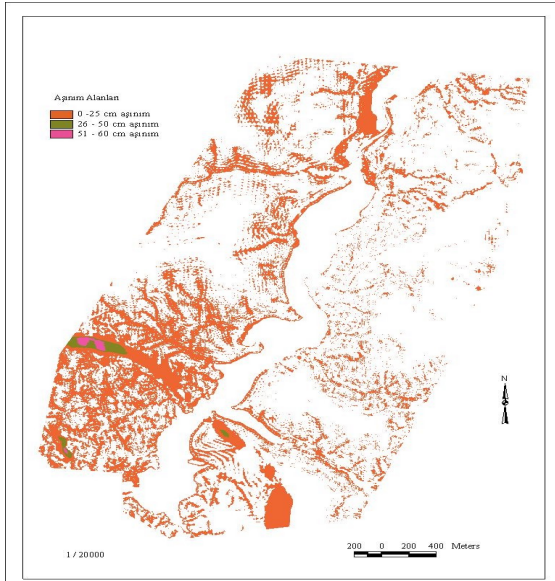 Aşınım Alanları
0 -25 cm aşınım
26 - 50 cm aşınım
51 - 60 cm aşınım
N
1 / 20000
200 0 200 400 Meters